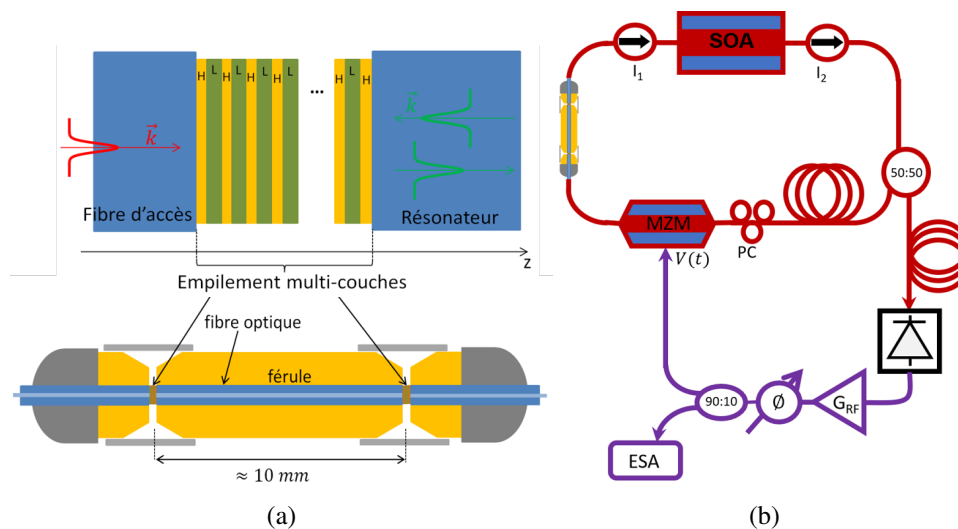 H L H L H L H L ... H H
k⃗
k⃗
k⃗
Fibre d'accès
Résonateur
z
Empilement multi-couches
fibre optique
férule
≈ 10 mm
(a)
I₁
SOA
I₂
50:50
MZM
PC
V(t)
90:10
Ø
G_RF
ESA
(b)